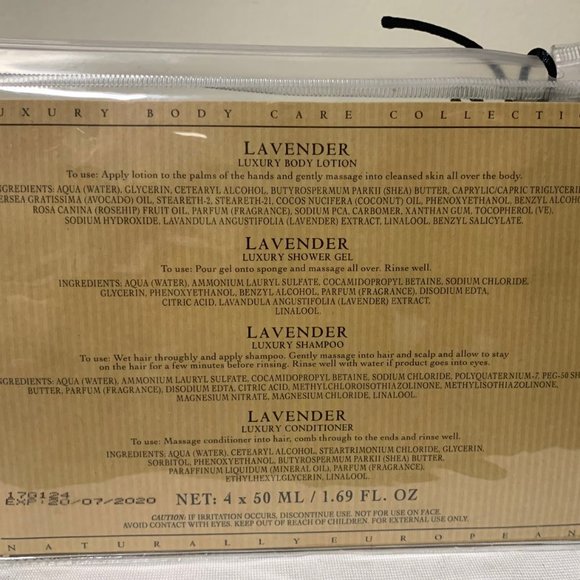 UXURY BODY CARE COLLECTIO
LAVENDER
LUXURY BODY LOTION
To use: Apply lotion to the palms of the hands and gently massage into cleansed skin all over the body.
NGREDIENTS: AQUA (WATER), GLYCERIN, CETEARYL ALCOHOL, BUTYROSPERMUM PARKII (SHEA) BUTTER, CAPRYLIC/CAPRIC TRIGLYCERI
ERSEA GRATISSIMA (AVOCADO) OIL, STEARETH-2, STEARETH-21, COCOS NUCIFERA (COCONUT) OIL, PHENOXYETHANOL, BENZYL ALCOHO
ROSA CANINA (ROSEHIP) FRUIT OIL, PARFUM (FRAGRANCE), SODIUM PCA, CARBOMER, XANTHAN GUM, TOCOPHEROL (VE),
SODIUM HYDROXIDE, LAVANDULA ANGUSTIFOLIA (LAVENDER) EXTRACT, LINALOOL, BENZYL SALICYLATE.
LAVENDER
LUXURY SHOWER GEL
To use: Pour gel onto sponge and massage all over. Rinse well.
INGREDIENTS: AQUA (WATER), AMMONIUM LAURYL SULFATE, COCAMIDOPROPYL BETAINE, SODIUM CHLORIDE,
GLYCERIN, PHENOXYETHANOL, BENZYL ALCOHOL, PARFUM (FRAGRANCE), DISODIUM EDTA,
CITRIC ACID, LAVANDULA ANGUSTIFOLIA (LAVENDER) EXTRACT,
LINALOOL.
LAVENDER
LUXURY SHAMPOO
To use: Wet hair throughly and apply shampoo. Gently massage into hair and scalp and allow to stay
on the hair for a few minutes before rinsing. Rinse well with water if product goes into eyes.
INGREDIENTS: AQUA (WATER), AMMONIUM LAURYL SULFATE, COCAMIDOPROPYL BETAINE, SODIUM CHLORIDE, POLYQUATERNIUM-7, PEG-50 SH
BUTTER, PARFUM (FRAGRANCE), DISODIUM EDTA, CITRIC ACID, METHYLCHLOROISOTHIAZOLINONE, METHYLISOTHIAZOLINONE,
MAGNESIUM NITRATE, MAGNESIUM CHLORIDE, LINALOOL.
LAVENDER
LUXURY CONDITIONER
To use: Massage conditioner into hair, comb through to the ends and rinse well.
INGREDIENTS: AQUA (WATER), CETEARYL ALCOHOL, STEARTRIMONIUM CHLORIDE, GLYCERIN,
SORBITOL, PHENOXYETHANOL, BUTYROSPERMUM PARKII (SHEA) BUTTER,
PARAFFINUM LIQUIDUM (MINERAL OIL), PARFUM (FRAGRANCE),
ETHYLHEXYLGLYCERIN, LINALOOL.
170124
EXP: 20/07/2020
NET: 4 x 50 ML / 1.69 FL. OZ
CAUTION: IF IRRITATION OCCURS, DISCONTINUE USE. NOT FOR USE ON FACE.
AVOID CONTACT WITH EYES. KEEP OUT OF REACH OF CHILDREN. FOR EXTERNAL USE ONLY.
NATURALLY EUROPEAN